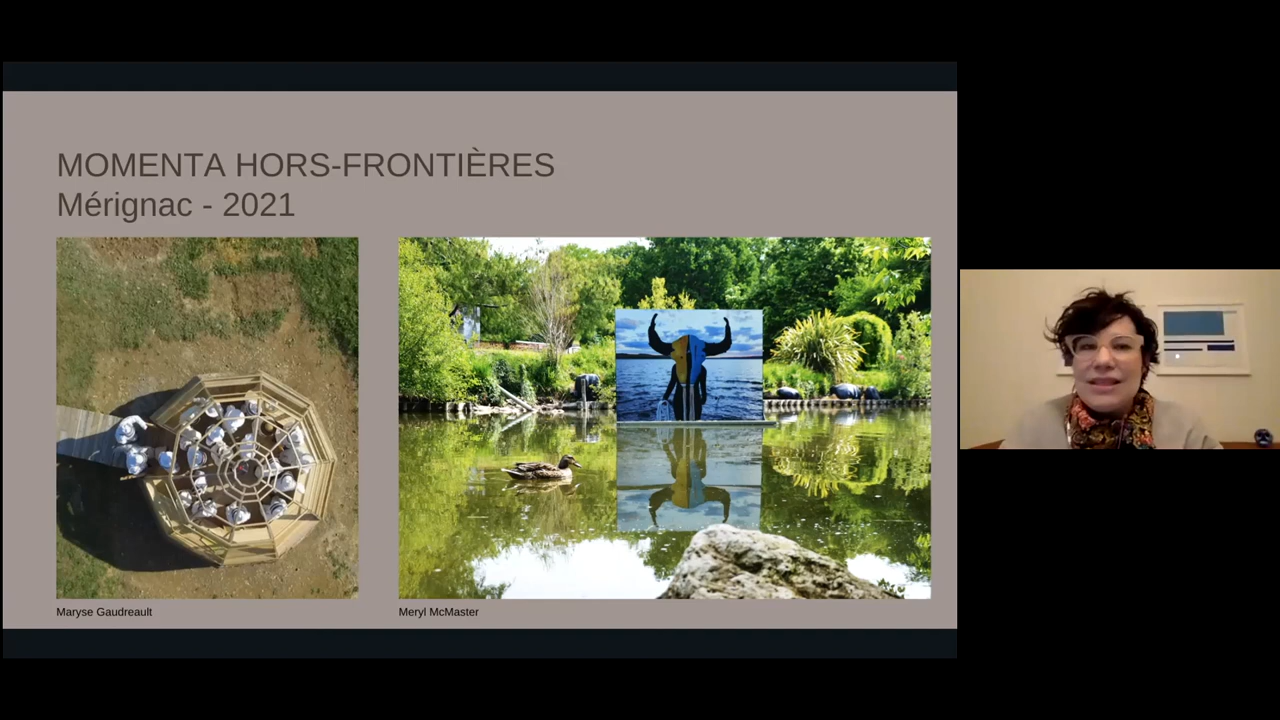 MOMENTA HORS-FRONTIÈRES
Mérignac - 2021
Maryse Gaudreault
Meryl McMaster